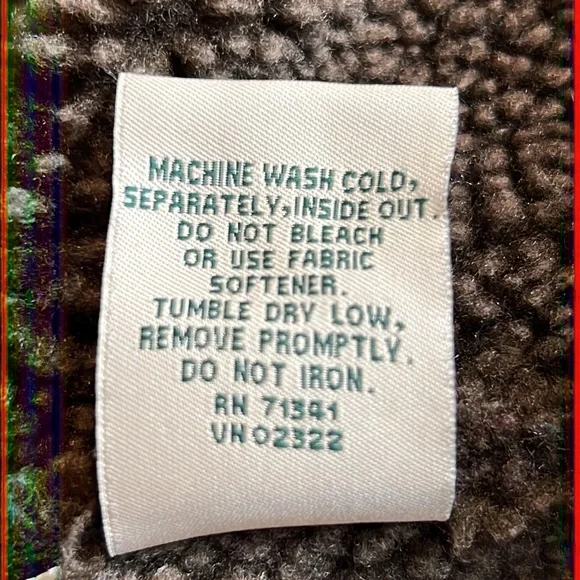 MACHINE WASH COLD,
SEPARATELY,INSIDE OUT.
DO NOT BLEACH
OR USE FABRIC
SOFTENER.
TUMBLE DRY LOW,
REMOVE PROMPTLY.
DO NOT IRON.
RN 71341
VN 02322